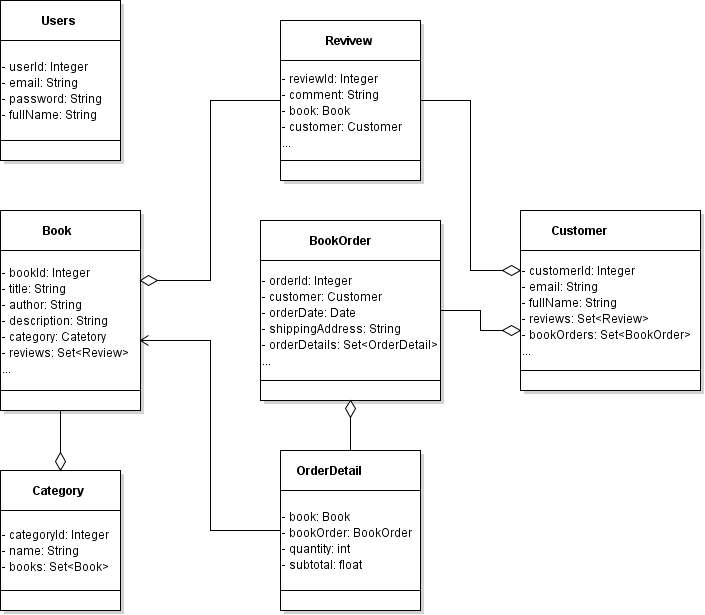 Users
- userId: Integer
- email: String
- password: String
- fullName: String
Revivew
- reviewId: Integer
- comment: String
- book: Book
- customer: Customer
...
Book
- bookId: Integer
- title: String
- author: String
- description: String
- category: Catetory
- reviews: Set<Review>
...
BookOrder
- orderId: Integer
- customer: Customer
- orderDate: Date
- shippingAddress: String
- orderDetails: Set<OrderDetail>
...
Customer
- customerId: Integer
- email: String
- fullName: String
- reviews: Set<Review>
- bookOrders: Set<BookOrder>
...
Category
- categoryId: Integer
- name: String
- books: Set<Book>
OrderDetail
- book: Book
- bookOrder: BookOrder
- quantity: int
- subtotal: float